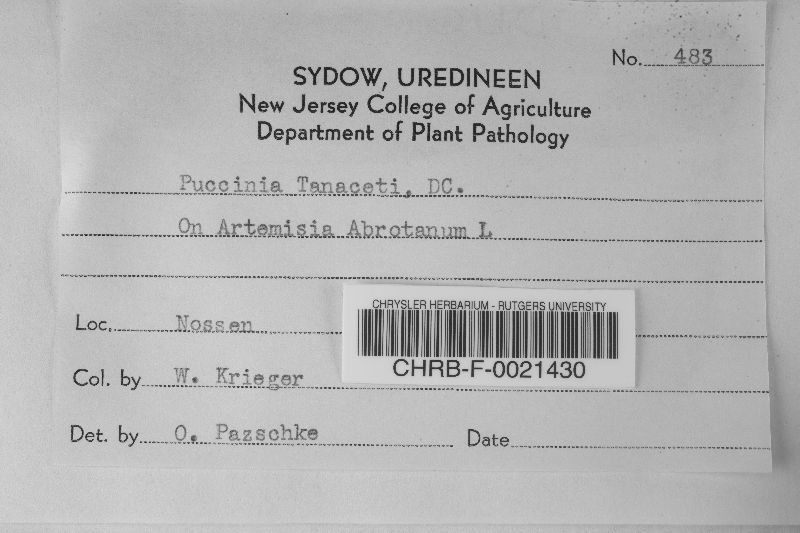 No. 483
SYDOW, UREDINEEN
New Jersey College of Agriculture
Department of Plant Pathology
Puccinia Tanaceti, DC.
On Artemisia Abrotanum L
CHRYSLER HERBARIUM - RUTGERS UNIVERSITY
Loc. Nossen
CHRB-F-0021430
Col. by W. Krieger
Det. by O. Pazschke Date